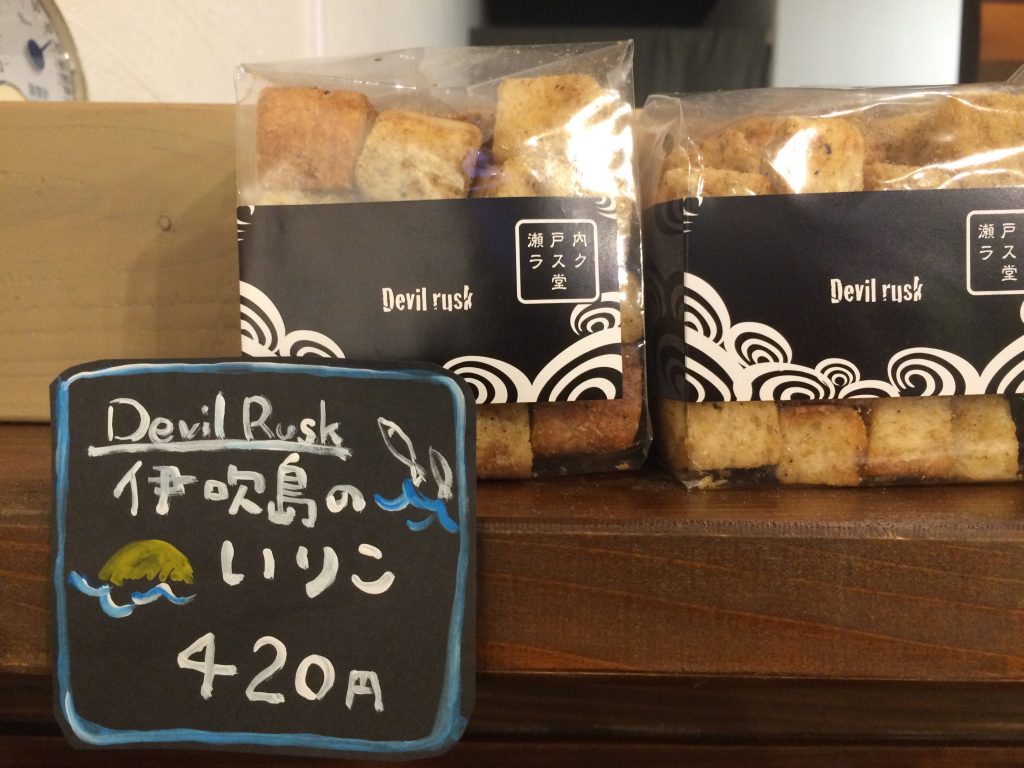 瀬戸内
ラスク
堂
Devil rusk
戸
ス
堂
瀬
ラ
Devil rusk
Devil Rusk
伊吹島の
いりこ
420円